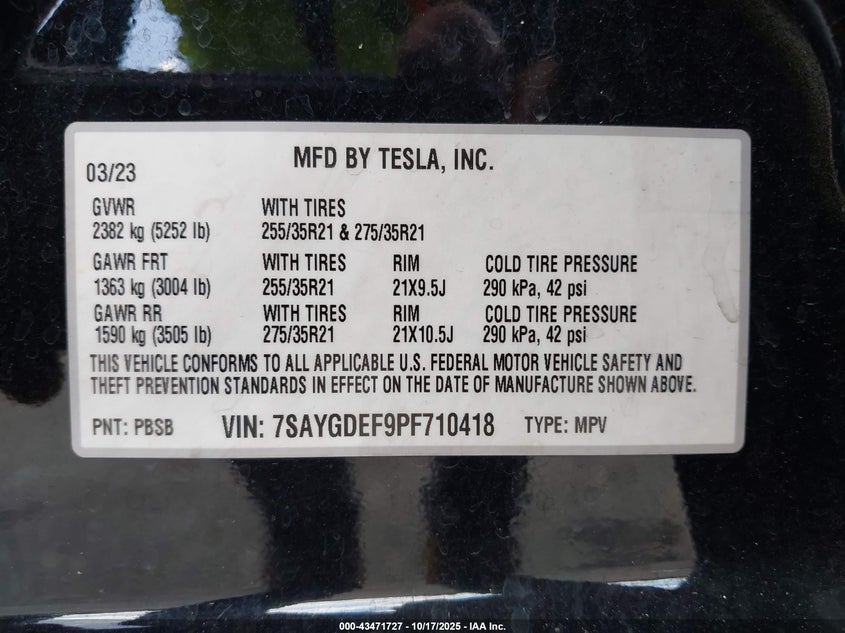 MFD BY TESLA, INC.
03/23
GVWR WITH TIRES
2382 kg (5252 lb) 255/35R21 & 275/35R21
GAWR FRT WITH TIRES RIM COLD TIRE PRESSURE
1363 kg (3004 lb) 255/35R21 21X9.5J 290 kPa, 42 psi
GAWR RR WITH TIRES RIM COLD TIRE PRESSURE
1590 kg (3505 lb) 275/35R21 21X10.5J 290 kPa, 42 psi
THIS VEHICLE CONFORMS TO ALL APPLICABLE U.S. FEDERAL MOTOR VEHICLE SAFETY AND
THEFT PREVENTION STANDARDS IN EFFECT ON THE DATE OF MANUFACTURE SHOWN ABOVE.
PNT: PBSB VIN: 7SAYGDEF9PF710418 TYPE: MPV
000-43471727 - 10/17/2025 - IAA Inc.